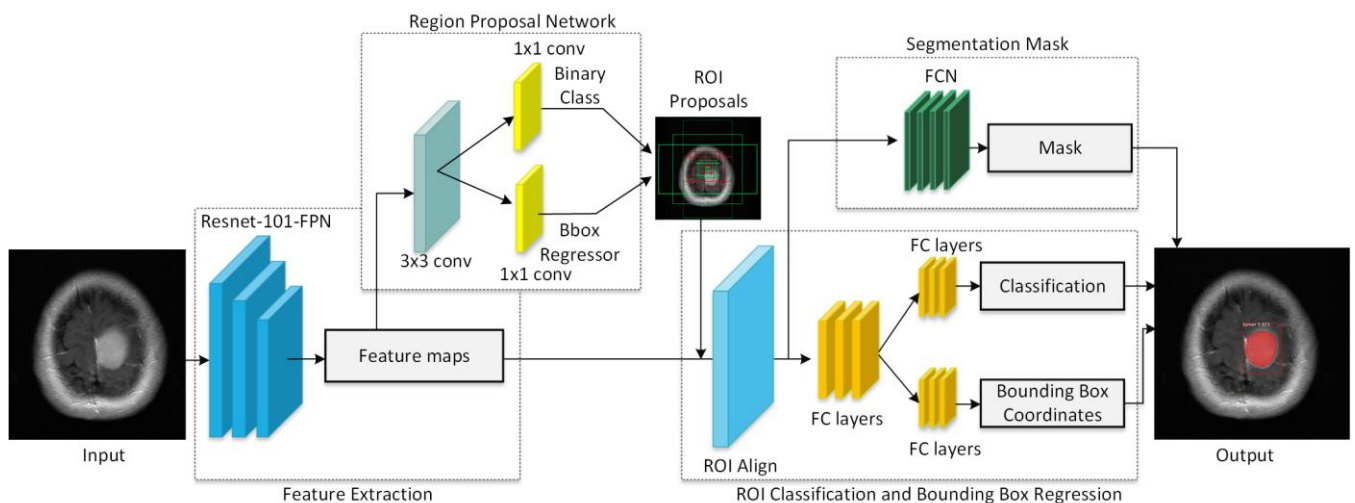 Region Proposal Network
1x1 conv
Binary
Class
ROI
Proposals
Segmentation Mask
FCN
Mask
Resnet-101-FPN
3x3 conv
Bbox
Regressor
1x1 conv
Feature maps
FC layers
Classification
FC layers
FC layers
Bounding Box
Coordinates
ROI Align
Input
Output
Feature Extraction
ROI Classification and Bounding Box Regression